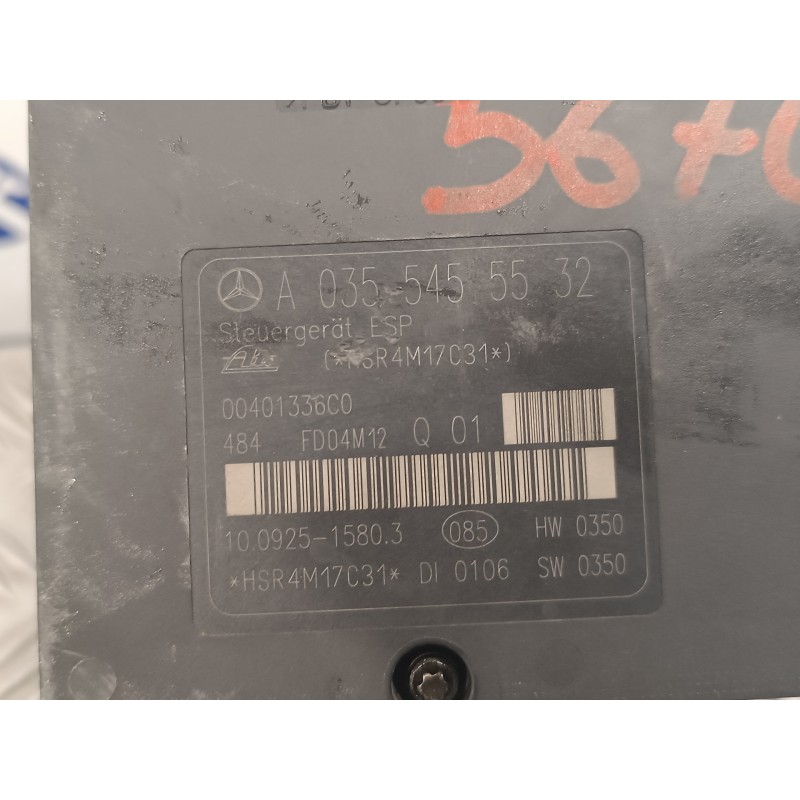 A 035 545 55 32
Steuergerät ESP
Ate (*HSR4M17C31*)
00401336C0
484 FD04M12 Q 01
10.0925-1580.3 085 HW 0350
*HSR4M17C31* DI 0106 SW 0350